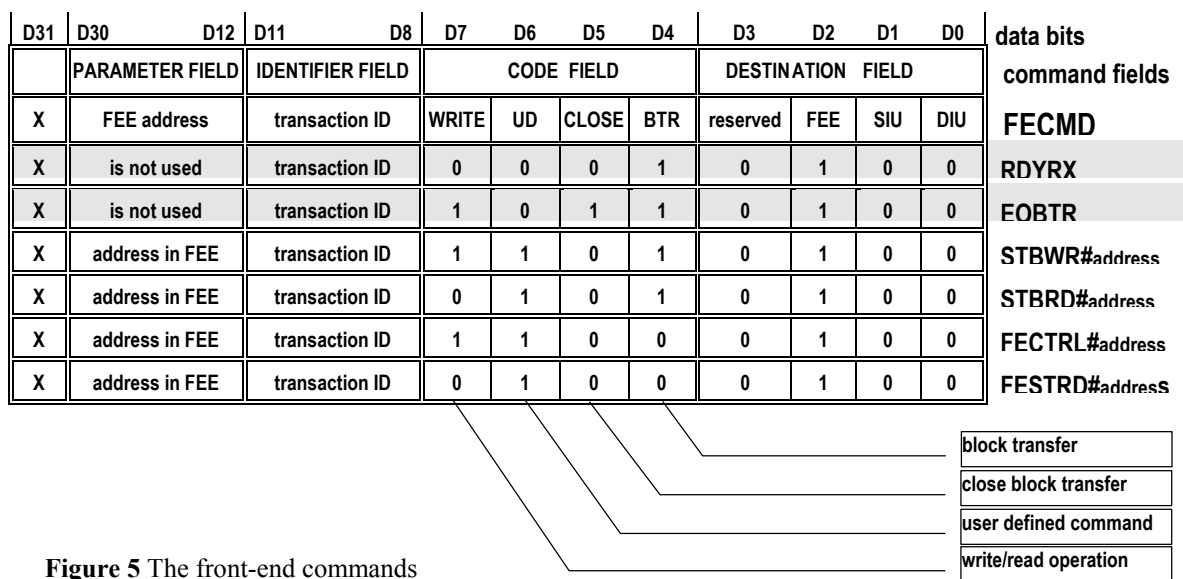 D31 D30 D12 D11 D8 D7 D6 D5 D4 D3 D2 D1 D0 data bits
PARAMETER FIELD IDENTIFIER FIELD CODE FIELD DESTINATION FIELD command fields
X FEE address transaction ID WRITE UD CLOSE BTR reserved FEE SIU DIU FECMD
X is not used transaction ID 0 0 0 1 0 1 0 0 RDYRX
X is not used transaction ID 1 0 1 1 0 1 0 0 EOBTR
X address in FEE transaction ID 1 1 0 1 0 1 0 0 STBWR#address
X address in FEE transaction ID 0 1 0 1 0 1 0 0 STBRD#address
X address in FEE transaction ID 1 1 0 0 0 1 0 0 FECTRL#address
X address in FEE transaction ID 0 1 0 0 0 1 0 0 FESTRD#address
block transfer
close block transfer
user defined command
write/read operation
Figure 5 The front-end commands